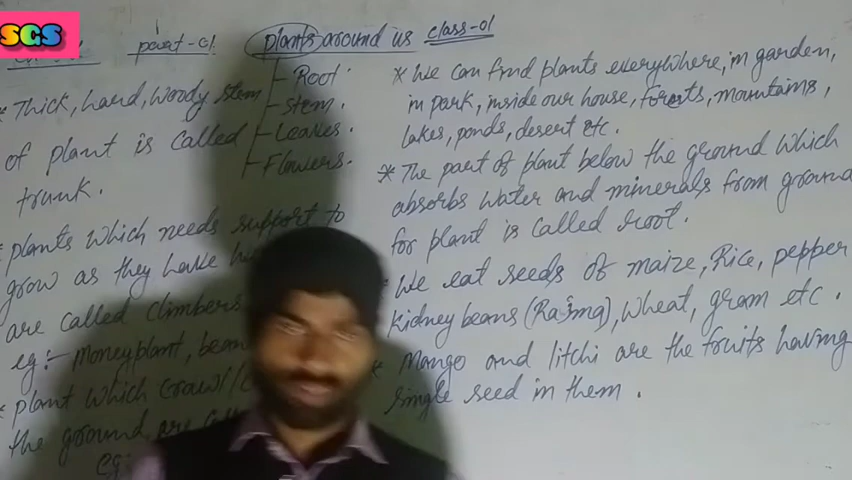 SGS
part-01
plants around us class-01
Root.
Stem.
Leaves.
Flowers.
* Thick, hard, woody stem
of plant is called
trunk.
* plants which needs support to
grow as they have
are called climbers
eg:- Moneyplant, bean
* plant which crawl
the ground are
eg:
* We can find plants everywhere, in garden,
in park, inside our house, forests, mountains,
lakes, ponds, desert etc.
* The part of plant below the ground which
absorbs water and minerals from ground
for plant is called root.
* We eat seeds of maize, Rice, pepper
Kidney beans (Rajma), wheat, gram etc.
* Mango and litchi are the fruits having
single seed in them.